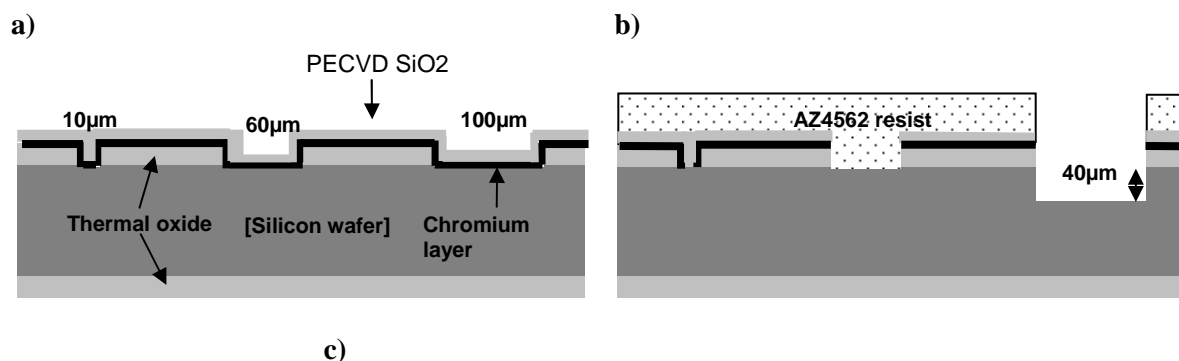 a)
b)
PECVD SiO2
10µm
60µm
100µm
AZ4562 resist
40µm
Thermal oxide
[Silicon wafer]
Chromium
layer
c)